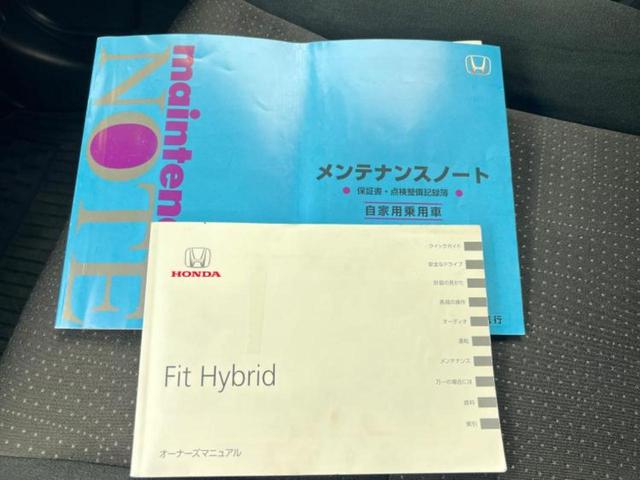 maintenance
NOTE
メンテナンスノート
保証書・点検整備記録簿
自家用乗用車
行
HONDA
Fit Hybrid
オーナーズマニュアル
クイックガイド
安全なドライブ
計器の見かた
各部の操作
オーディオ
運転
メンテナンス
万一の場合には
資料
索引